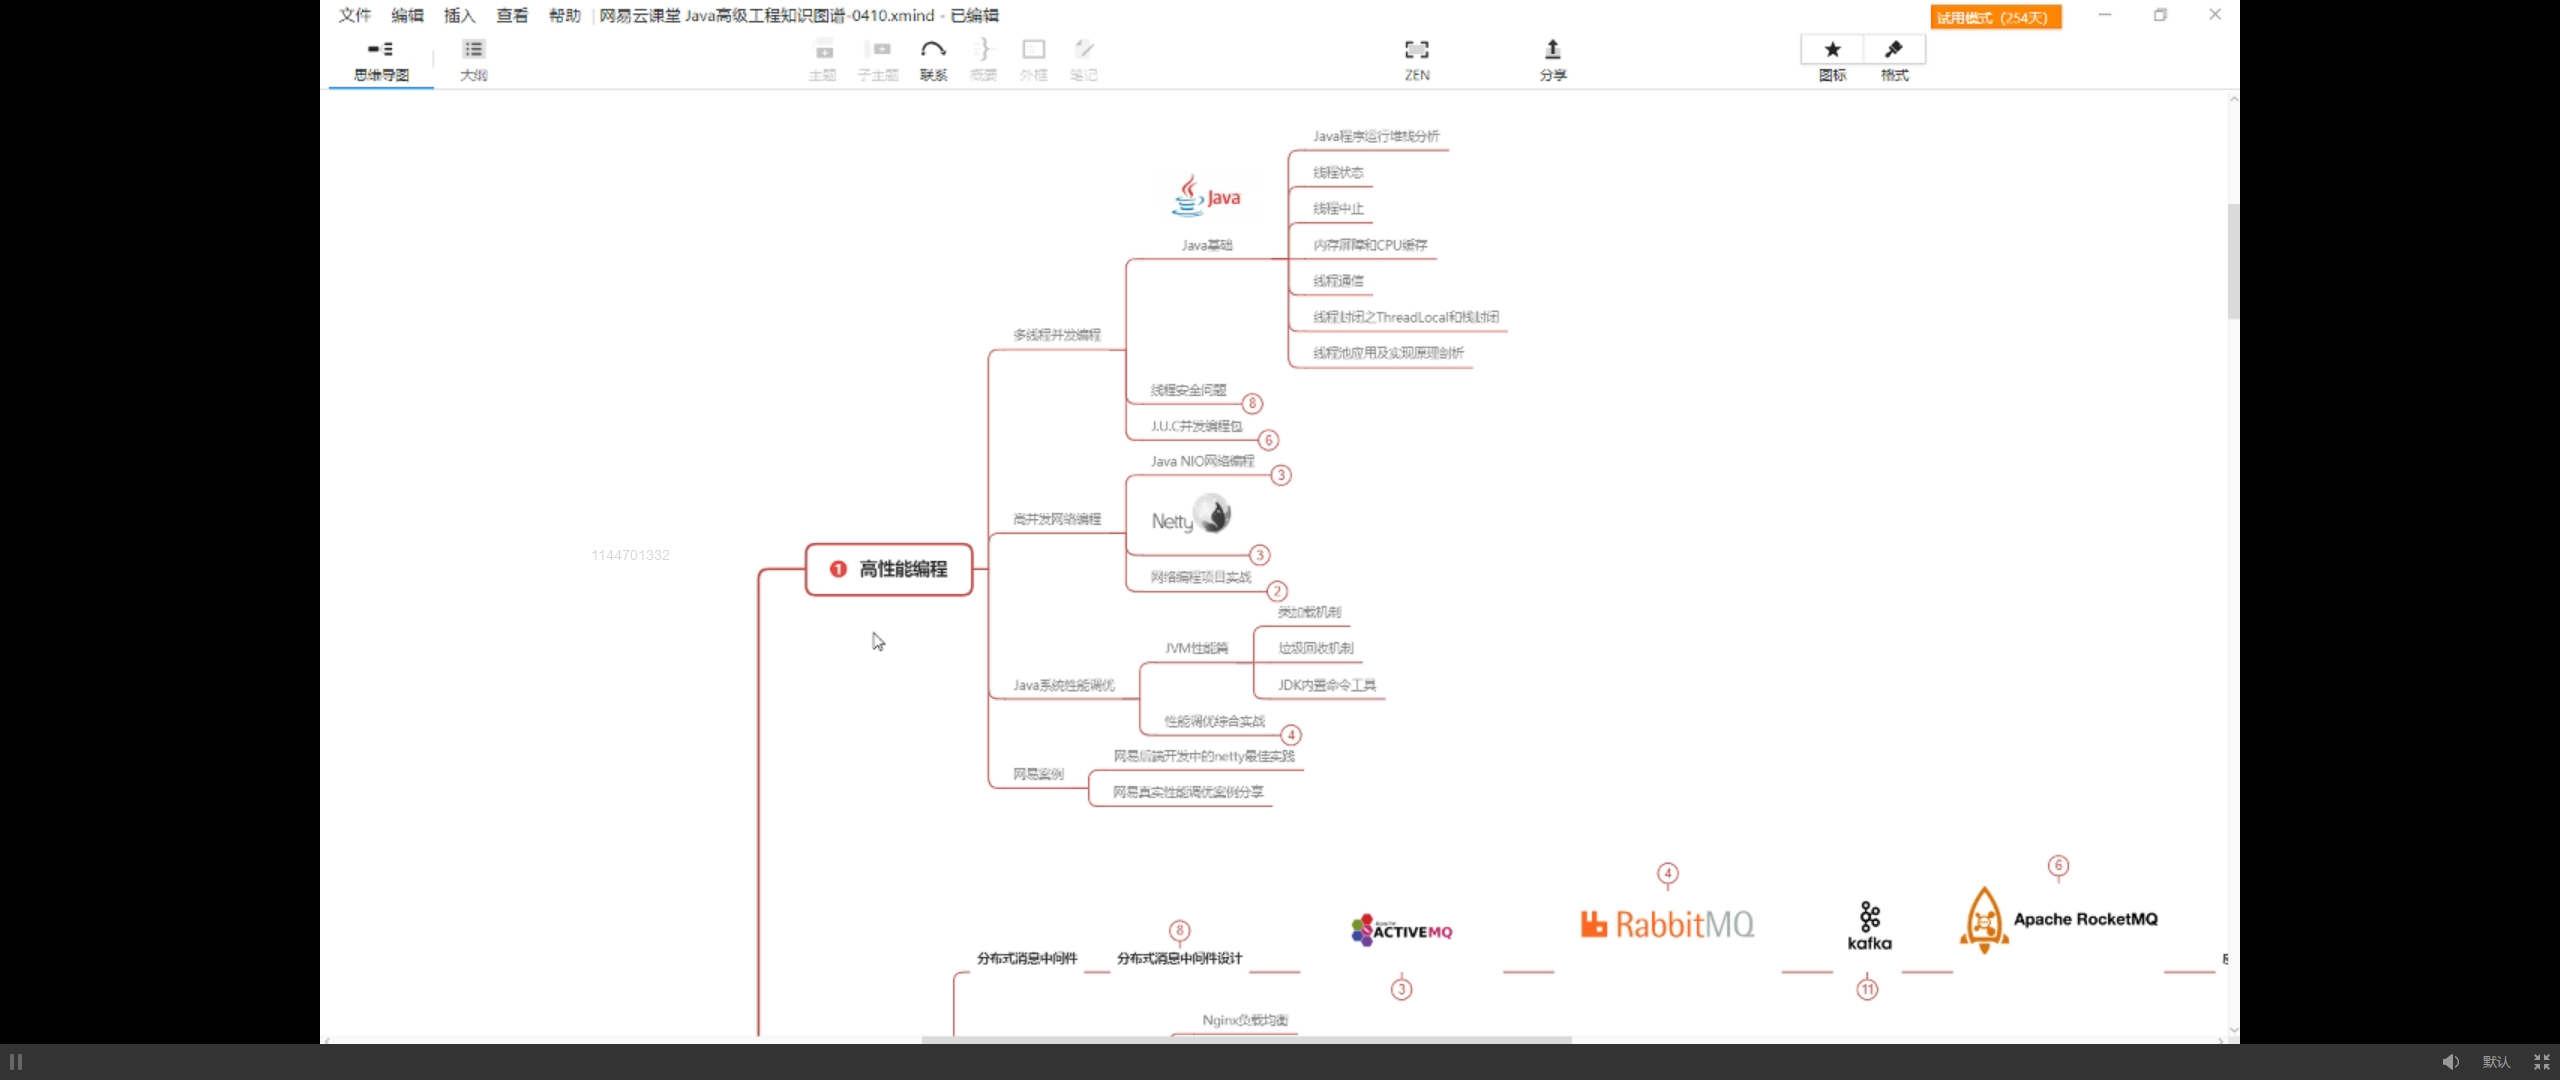 文件 编辑 插入 查看 帮助 网易云课堂 Java高级工程知识图谱-0410.xmind - 已编辑
试用模式（254天）
思维导图 大纲 主题 子主题 联系 概要 外框 笔记 ZEN 分享 图标 格式
Java程序运行堆栈分析
线程状态
Java
线程中止
Java基础
内存屏障和CPU缓存
线程通信
线程封闭之ThreadLocal和栈封闭
多线程并发编程
线程池应用及实现原理剖析
线程安全问题 8
J.U.C并发编程包 6
Java NIO网络编程 3
高并发网络编程
Netty
3
1144701332
1 高性能编程
网络编程项目实战 2
类加载机制
JVM性能篇
垃圾回收机制
Java系统性能调优
JDK内置命令工具
性能调优综合实战 4
网易后端开发中的netty最佳实践
网易案例
网易真实性能调优案例分享
分布式消息中间件
8
分布式消息中间件设计
ACTIVEMQ
3
4
RabbitMQ
kafka
11
6
Apache RocketMQ
Nginx负载均衡
默认